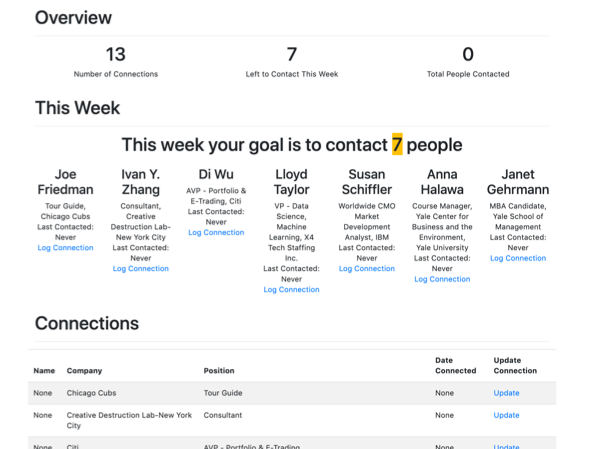 Overview
13
7
0
Number of Connections
Left to Contact This Week
Total People Contacted
This Week
This week your goal is to contact 7 people
Joe
Friedman
Tour Guide,
Chicago Cubs
Last Contacted:
Never
Log Connection
Ivan Y.
Zhang
Consultant,
Creative
Destruction Lab-
New York City
Last Contacted:
Never
Log Connection
Di Wu
AVP - Portfolio &
E-Trading, Citi
Last Contacted:
Never
Log Connection
Lloyd
Taylor
VP - Data
Science,
Machine
Learning, X4
Tech Staffing
Inc.
Last Contacted:
Never
Log Connection
Susan
Schiffler
Worldwide CMO
Market
Development
Analyst, IBM
Last Contacted:
Never
Log Connection
Anna
Halawa
Course Manager,
Yale Center for
Business and the
Environment,
Yale University
Last Contacted:
Never
Log Connection
Janet
Gehrmann
MBA Candidate,
Yale School of
Management
Last Contacted:
Never
Log Connection
Connections
Name Company Position Date Connected Update Connection
None Chicago Cubs Tour Guide None Update
None Creative Destruction Lab-New York City Consultant None Update
None Citi AVP - Portfolio & E-Trading None Update